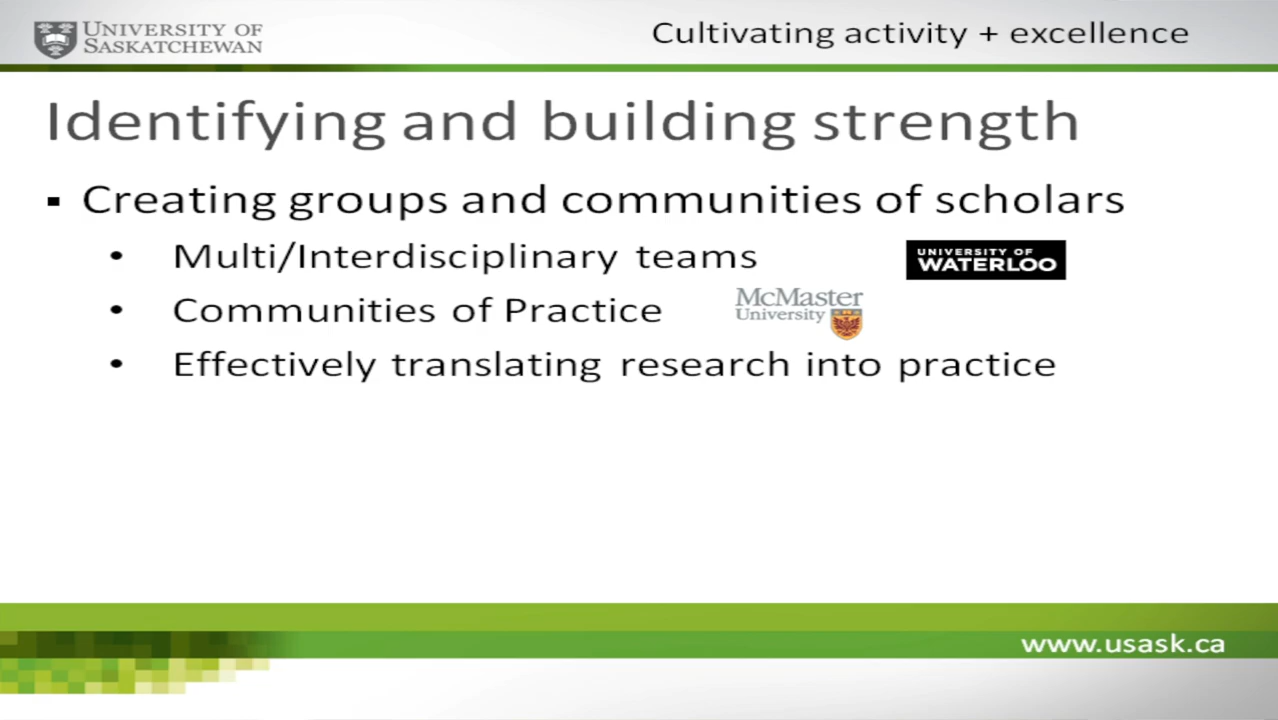 UNIVERSITY OF
SASKATCHEWAN
Cultivating activity + excellence
Identifying and building strength
▪ Creating groups and communities of scholars
• Multi/Interdisciplinary teams
UNIVERSITY OF
WATERLOO
• Communities of Practice
McMaster
University
• Effectively translating research into practice
www.usask.ca